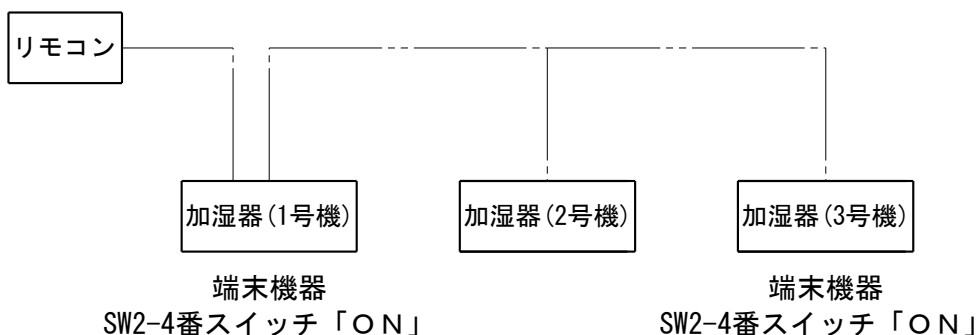 リモコン
加湿器(1号機)
加湿器(2号機)
加湿器(3号機)
端末機器
SW2-4番スイッチ「ON」
端末機器
SW2-4番スイッチ「ON」